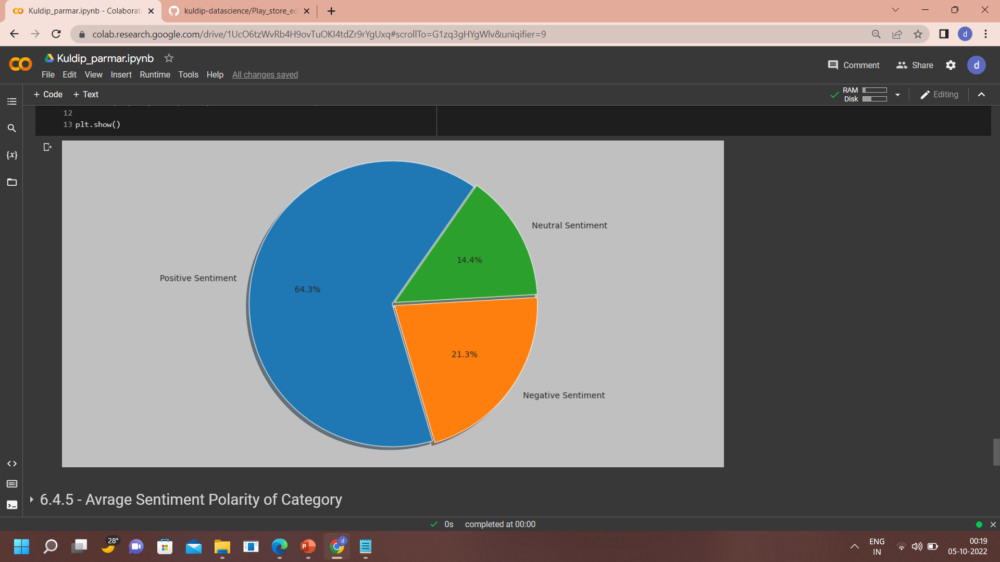 Kuldip_parmar.ipynb - Colaborat
kuldip-datascience/Play_store_ed
colab.research.google.com/drive/1UcO6tzWvRb4H9ovTuOKI4tdZr9rYgUxq#scrollTo=G1zq3gHYgWlv&uniqifier=9
d
Kuldip_parmar.ipynb
Comment
Share
d
File Edit View Insert Runtime Tools Help All changes saved
+ Code + Text
RAM
Disk
Editing
12
13 plt.show()
{x}
Neutral Sentiment
14.4%
Positive Sentiment
64.3%
21.3%
Negative Sentiment
6.4.5 - Avrage Sentiment Polarity of Category
0s completed at 00:00
28°
P
d
ENG
IN
00:19
05-10-2022